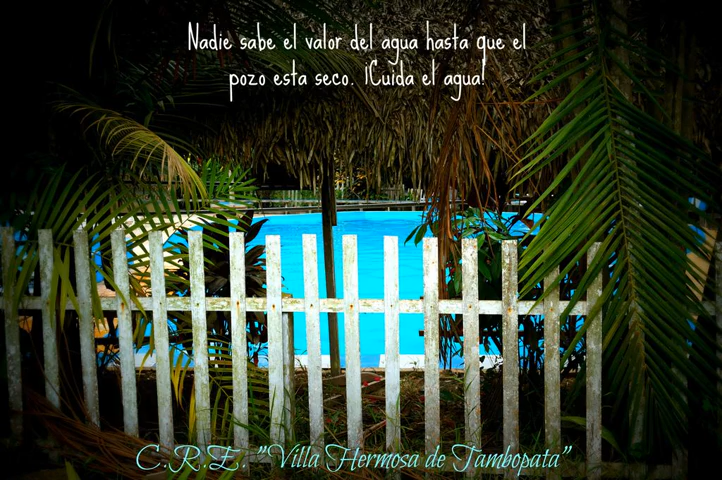 Nadie sabe el valor del agua hasta que el
pozo esta seco. ¡Cuida el agua!
C.R.E. "Villa Hermosa de Tambopata"